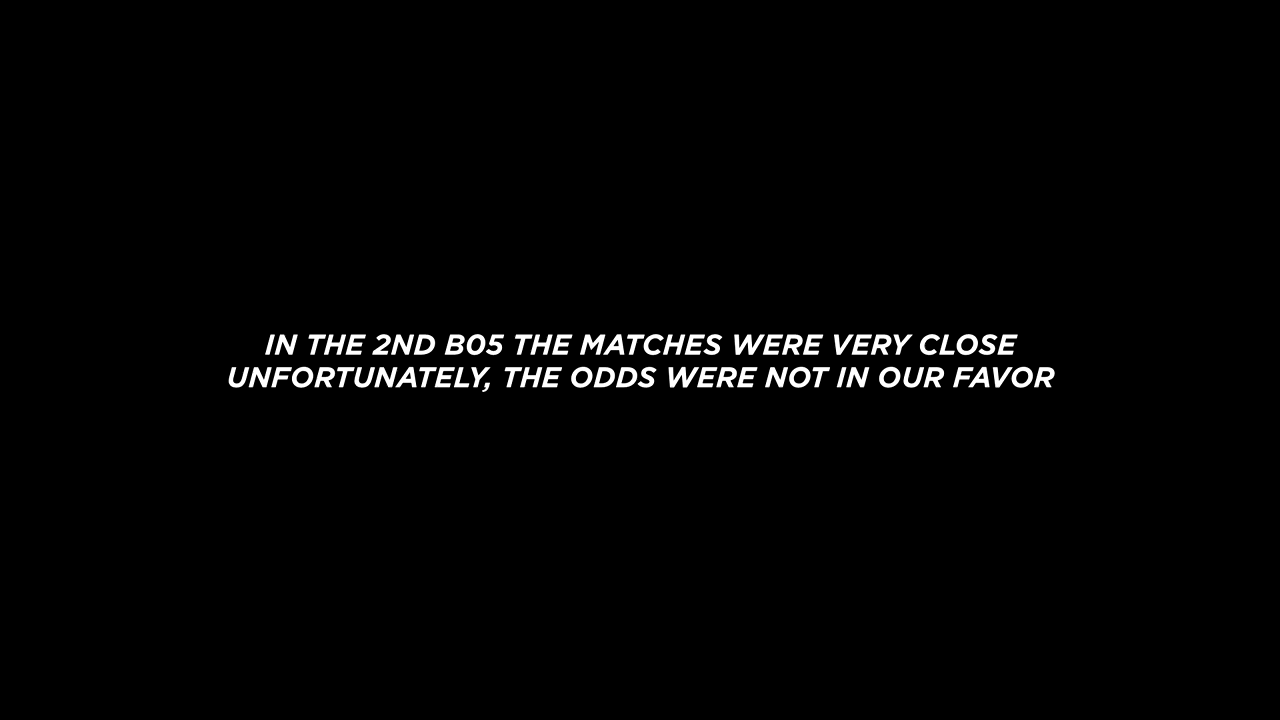 IN THE 2ND B05 THE MATCHES WERE VERY CLOSE
UNFORTUNATELY, THE ODDS WERE NOT IN OUR FAVOR